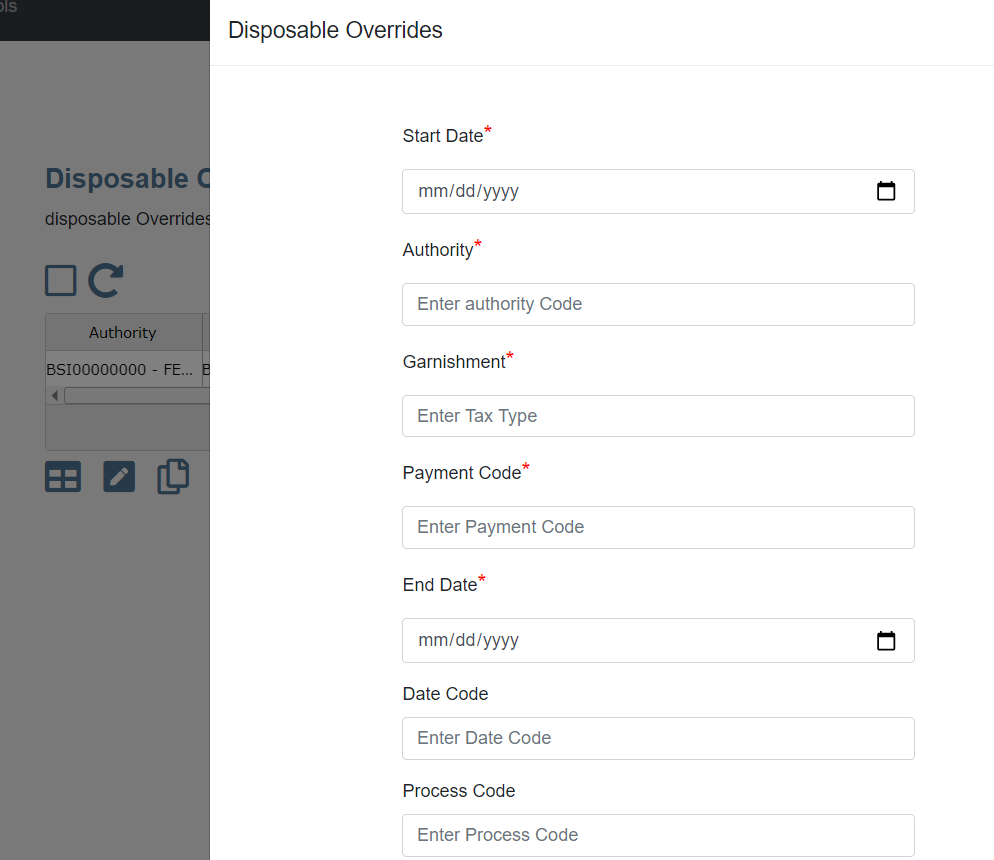 ols
Disposable Overrides
Start Date*
mm/dd/yyyy
Authority*
Enter authority Code
Garnishment*
Enter Tax Type
Payment Code*
Enter Payment Code
End Date*
mm/dd/yyyy
Date Code
Enter Date Code
Process Code
Enter Process Code
Disposable O
disposable Overrides
Authority
BSI00000000 - FE... B